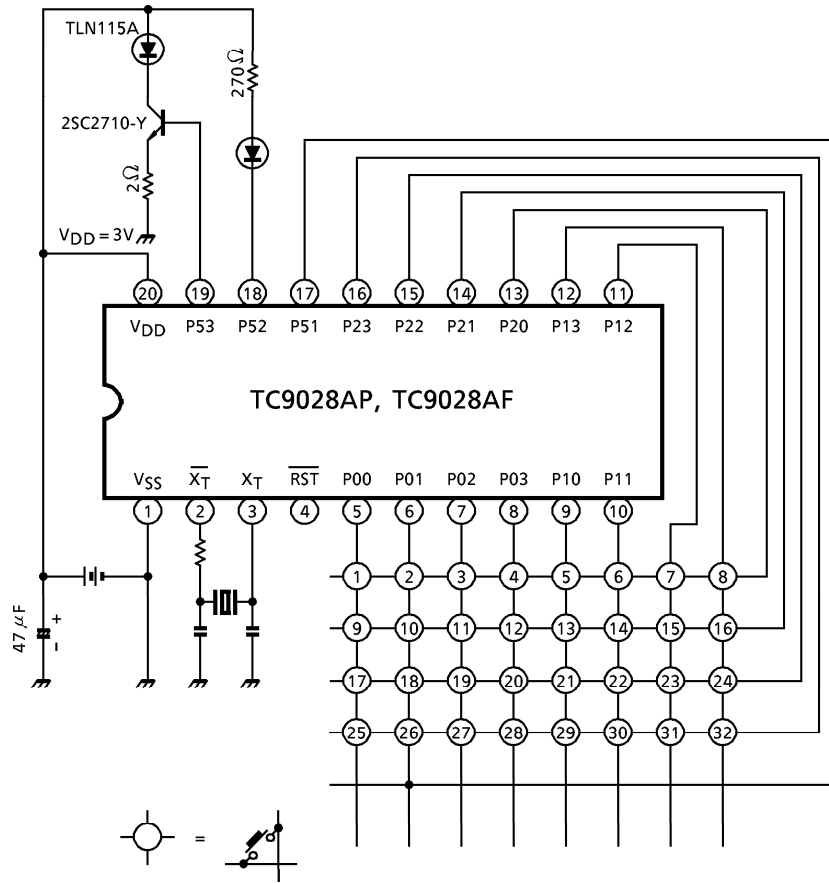 TLN115A
270Ω
2SC2710-Y
2Ω
VDD = 3V
20 19 18 17 16 15 14 13 12 11
VDD P53 P52 P51 P23 P22 P21 P20 P13 P12
TC9028AP, TC9028AF
VSS X̅T XT R̅S̅T̅ P00 P01 P02 P03 P10 P11
1 2 3 4 5 6 7 8 9 10
1 2 3 4 5 6 7 8
47μF + -
9 10 11 12 13 14 15 16
17 18 19 20 21 22 23 24
25 26 27 28 29 30 31 32
=